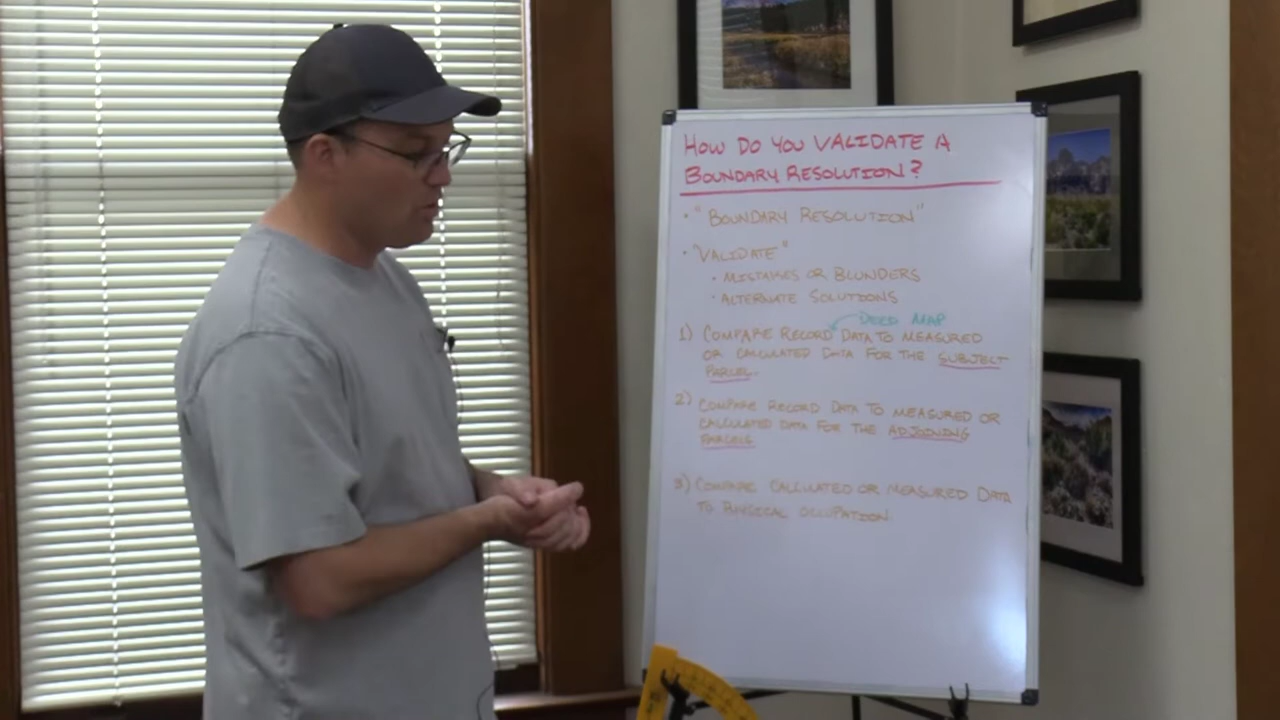 HOW DO YOU VALIDATE A
BOUNDARY RESOLUTION?
• "BOUNDARY RESOLUTION"
• "VALIDATE"
• MISTAKES OR BLUNDERS
• ALTERNATE SOLUTIONS
DEED MAP
1) COMPARE RECORD DATA TO MEASURED
OR CALCULATED DATA FOR THE SUBJECT
PARCEL.
2) COMPARE RECORD DATA TO MEASURED OR
CALCULATED DATA FOR THE ADJOINING
PARCELS
3) COMPARE CALCULATED OR MEASURED DATA
TO PHYSICAL OCCUPATION